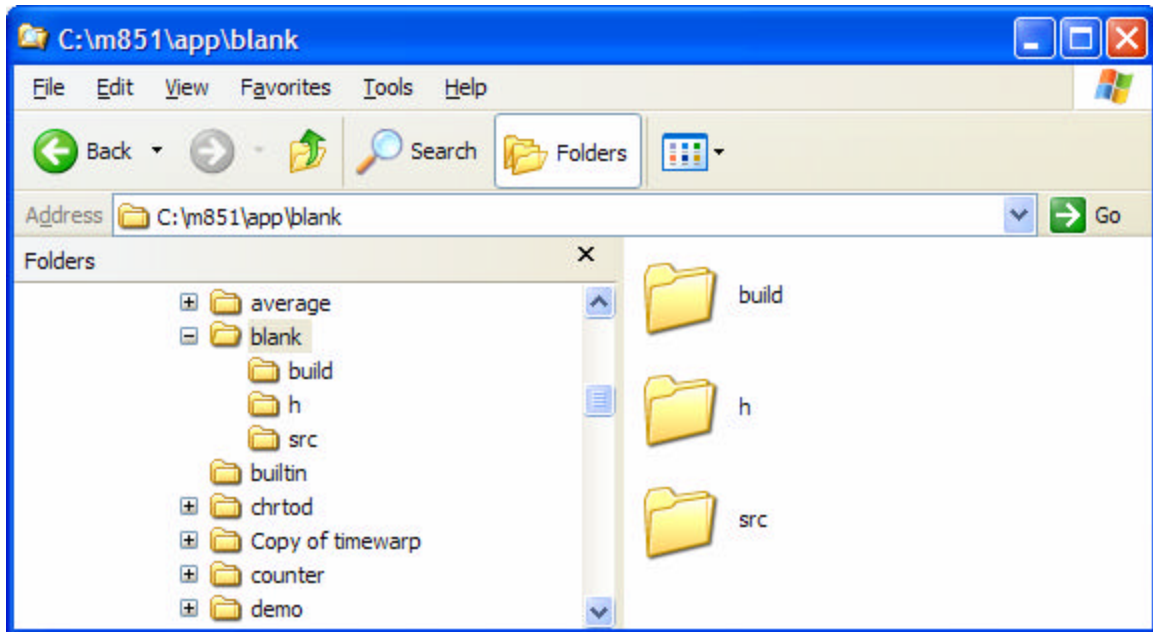 C:\m851\app\blank
File Edit View Favorites Tools Help
Back Search Folders
Address C:\m851\app\blank Go
Folders
average
blank
build
h
src
builtin
chrtod
Copy of timewarp
counter
demo
build
h
src